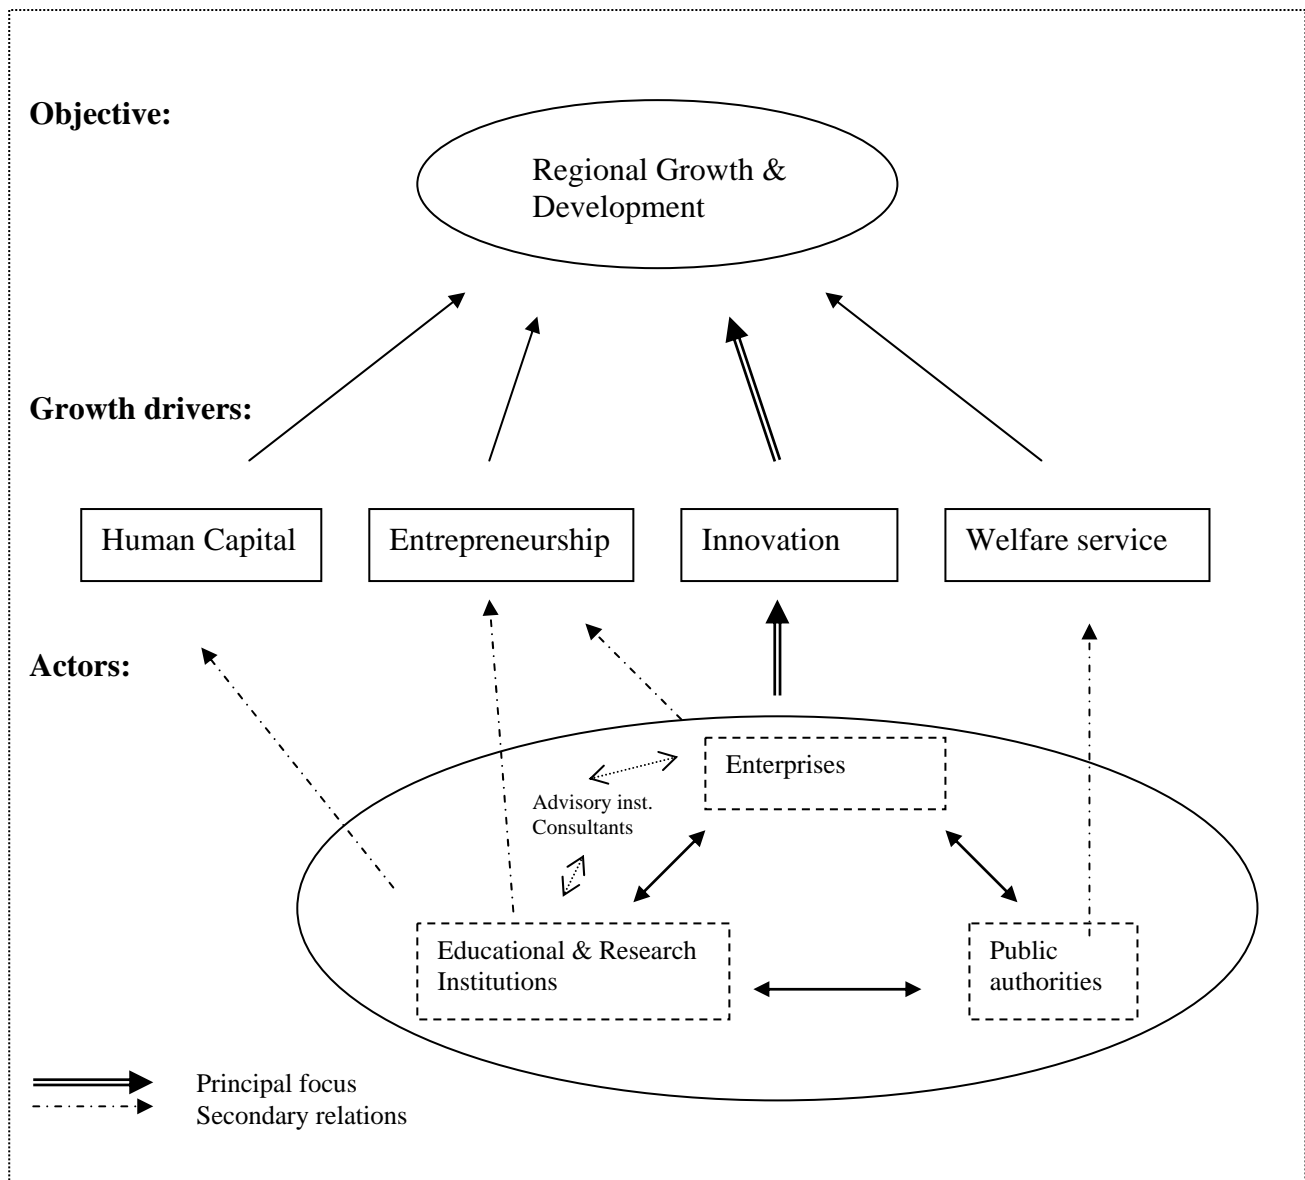 Objective:
Regional Growth &
Development
Growth drivers:
Human Capital
Entrepreneurship
Innovation
Welfare service
Actors:
Enterprises
Advisory inst.
Consultants
Educational & Research
Institutions
Public
authorities
Principal focus
Secondary relations